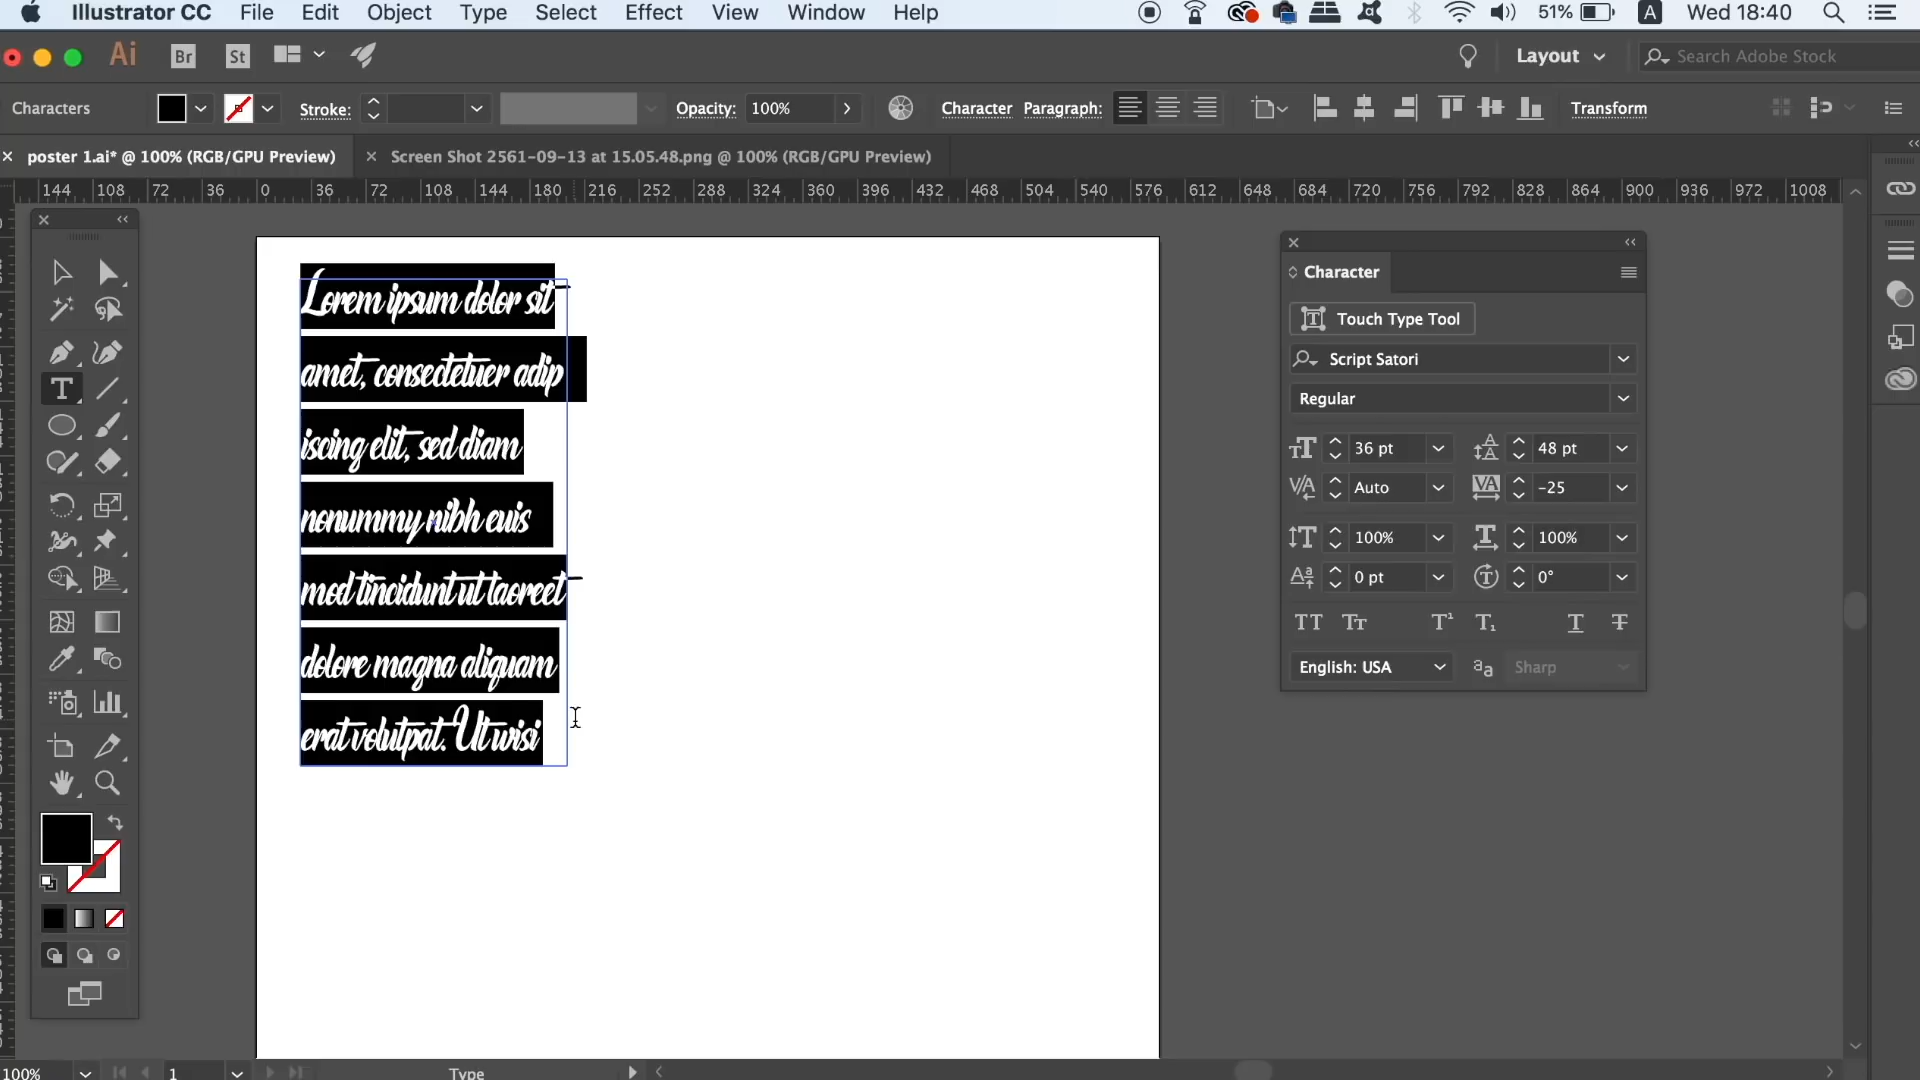 Illustrator CC File Edit Object Type Select Effect View Window Help 51% A Wed 18:40
Ai Br St Layout Search Adobe Stock
Characters Stroke: Opacity: 100% Character Paragraph: Transform
poster 1.ai* @ 100% (RGB/GPU Preview) Screen Shot 2561-09-13 at 15.05.48.png @ 100% (RGB/GPU Preview)
144 108 72 36 0 36 72 108 144 180 216 252 288 324 360 396 432 468 504 540 576 612 648 684 720 756 792 828 864 900 936 972 1008
Lorem ipsum dolor sit
amet, consectetuer adip
iscing elit, sed diam
nonummy nibh euis
mod tincidunt ut laoreet
dolore magna aliquam
erat volutpat. Ut wisi
Character
Touch Type Tool
Script Satori
Regular
36 pt 48 pt
Auto -25
100% 100%
0 pt 0°
English: USA Sharp
100% 1 Type